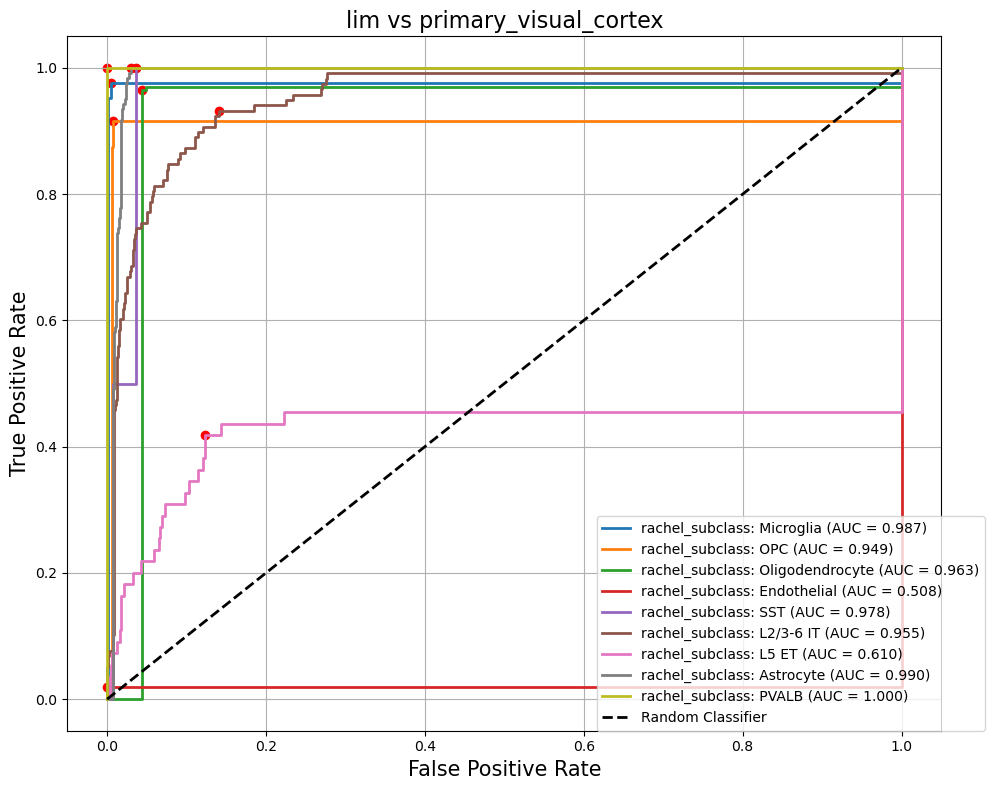 lim vs primary_visual_cortex
True Positive Rate
1.0
0.8
0.6
0.4
0.2
0.0
rachel_subclass: Microglia (AUC = 0.987)
rachel_subclass: OPC (AUC = 0.949)
rachel_subclass: Oligodendrocyte (AUC = 0.963)
rachel_subclass: Endothelial (AUC = 0.508)
rachel_subclass: SST (AUC = 0.978)
rachel_subclass: L2/3-6 IT (AUC = 0.955)
rachel_subclass: L5 ET (AUC = 0.610)
rachel_subclass: Astrocyte (AUC = 0.990)
rachel_subclass: PVALB (AUC = 1.000)
Random Classifier
0.0 0.2 0.4 0.6 0.8 1.0
False Positive Rate